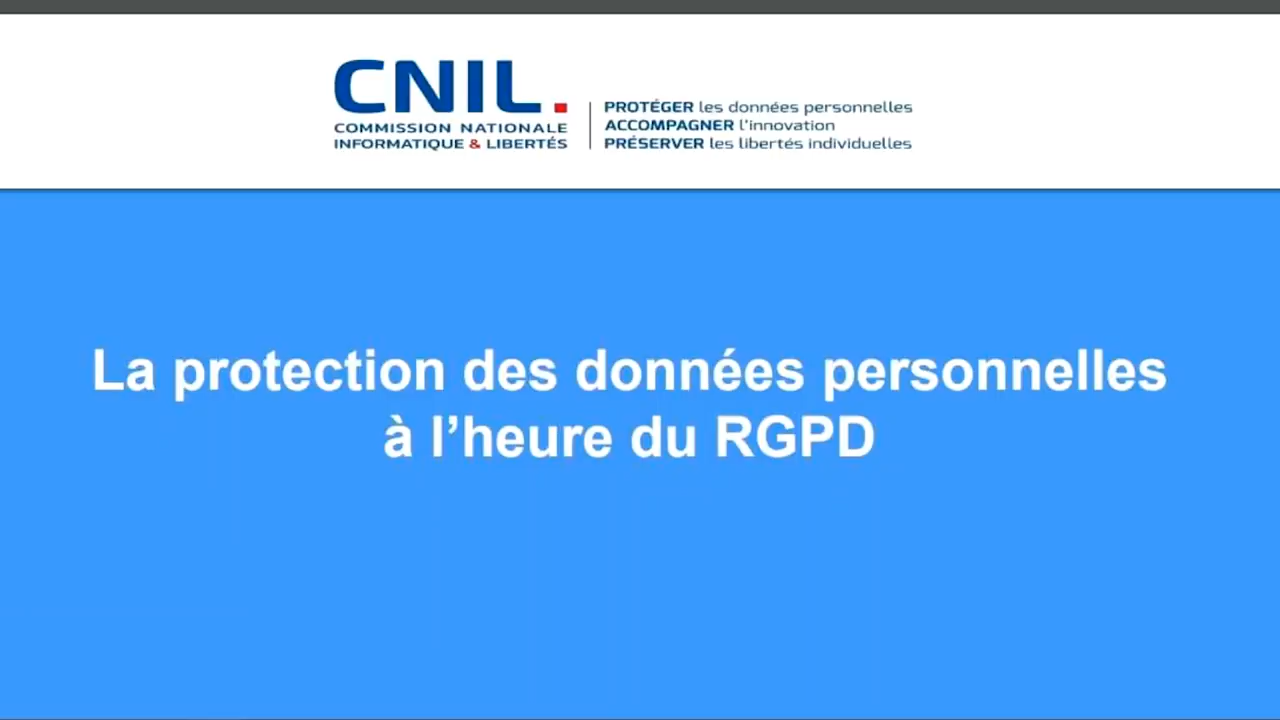 CNIL.
COMMISSION NATIONALE
INFORMATIQUE & LIBERTÉS
PROTÉGER les données personnelles
ACCOMPAGNER l'innovation
PRÉSERVER les libertés individuelles
La protection des données personnelles
à l’heure du RGPD